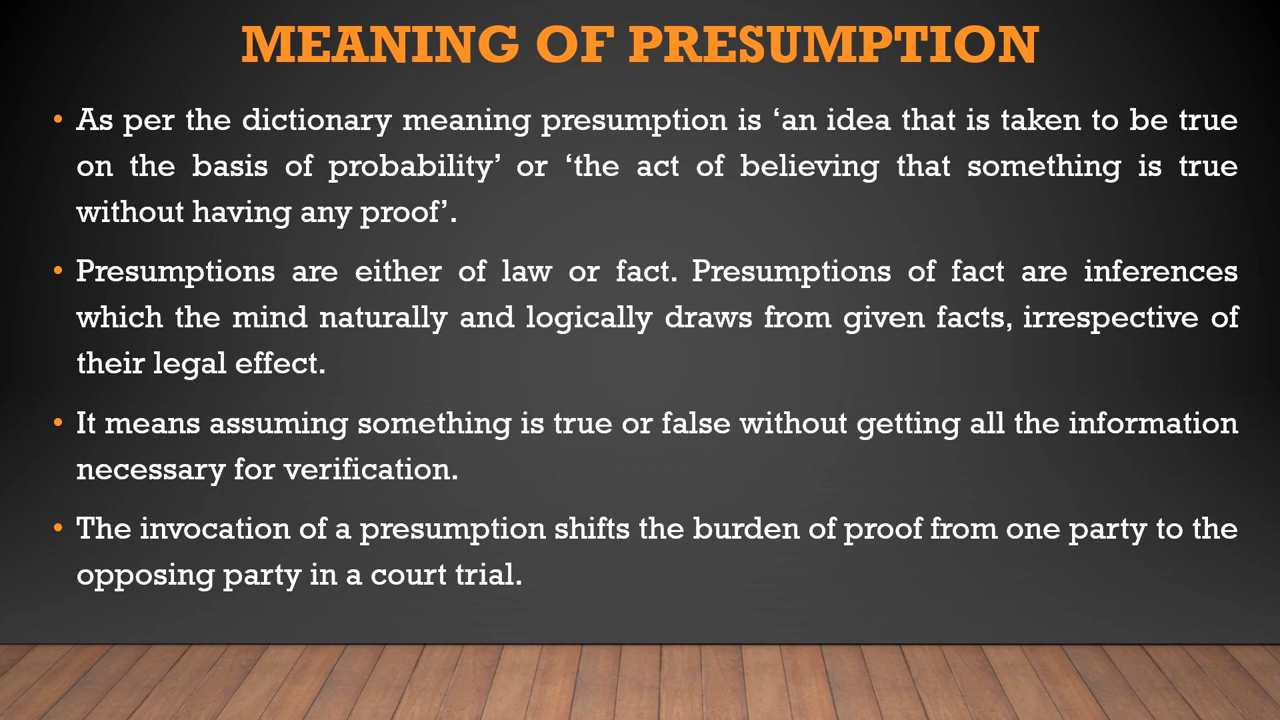 MEANING OF PRESUMPTION
• As per the dictionary meaning presumption is ‘an idea that is taken to be true
on the basis of probability’ or ‘the act of believing that something is true
without having any proof’.
• Presumptions are either of law or fact. Presumptions of fact are inferences
which the mind naturally and logically draws from given facts, irrespective of
their legal effect.
• It means assuming something is true or false without getting all the information
necessary for verification.
• The invocation of a presumption shifts the burden of proof from one party to the
opposing party in a court trial.